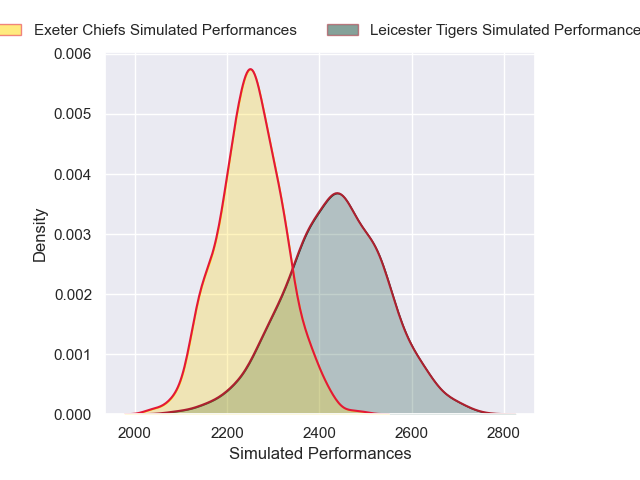 Exeter Chiefs Simulated Performances
Leicester Tigers Simulated Performance
0.006
0.005
0.004
0.003
0.002
0.001
0.000
Density
2000 2200 2400 2600 2800
Simulated Performances